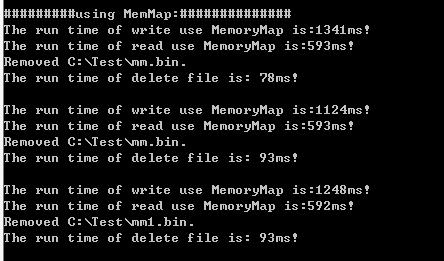 #########using MemMap:##############
The run time of write use MemoryMap is:1341ms!
The run time of read use MemoryMap is:593ms!
Removed C:\Test\mm.bin.
The run time of delete file is: 78ms!
The run time of write use MemoryMap is:1124ms!
The run time of read use MemoryMap is:593ms!
Removed C:\Test\mm.bin.
The run time of delete file is: 93ms!
The run time of write use MemoryMap is:1248ms!
The run time of read use MemoryMap is:592ms!
Removed C:\Test\mm1.bin.
The run time of delete file is: 93ms!